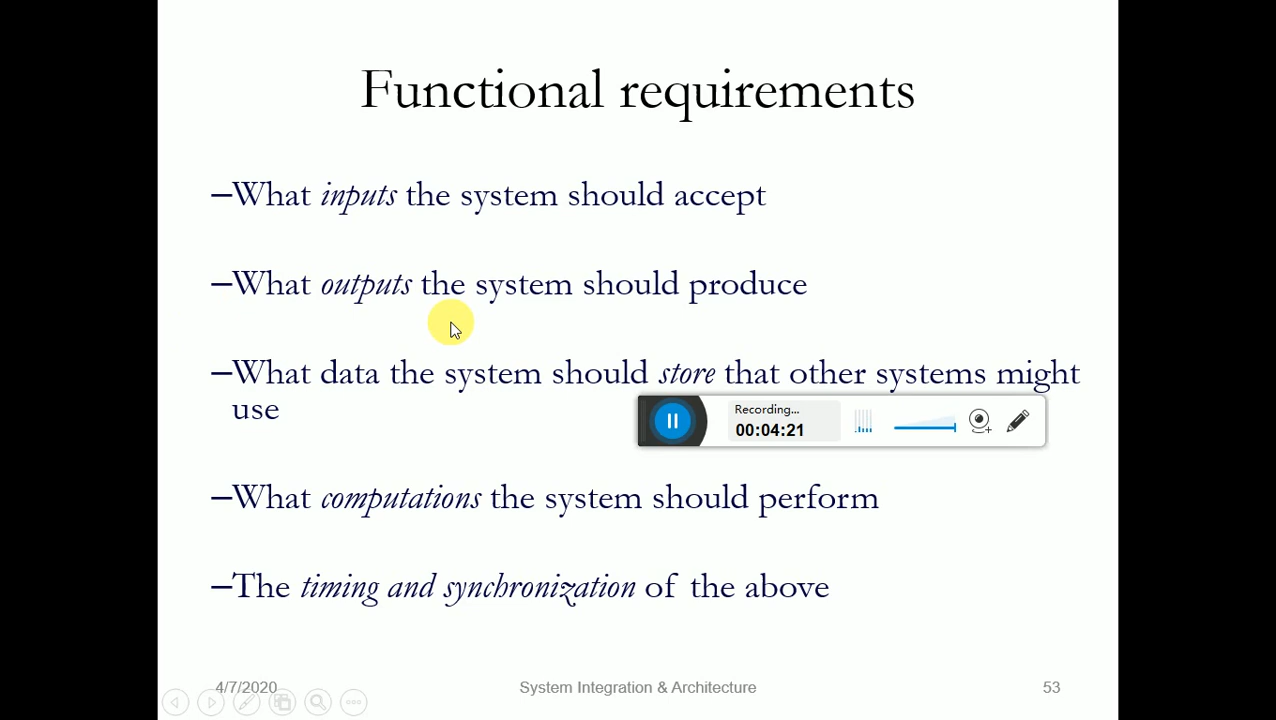 Functional requirements
–What inputs the system should accept
–What outputs the system should produce
–What data the system should store that other systems might
use
Recording...
00:04:21
–What computations the system should perform
–The timing and synchronization of the above
4/7/2020
System Integration & Architecture
53